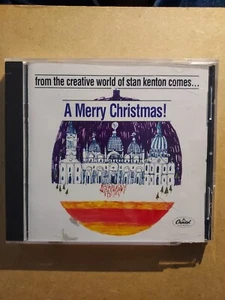 from the creative world of stan kenton comes...
A Merry Christmas!
Capitol